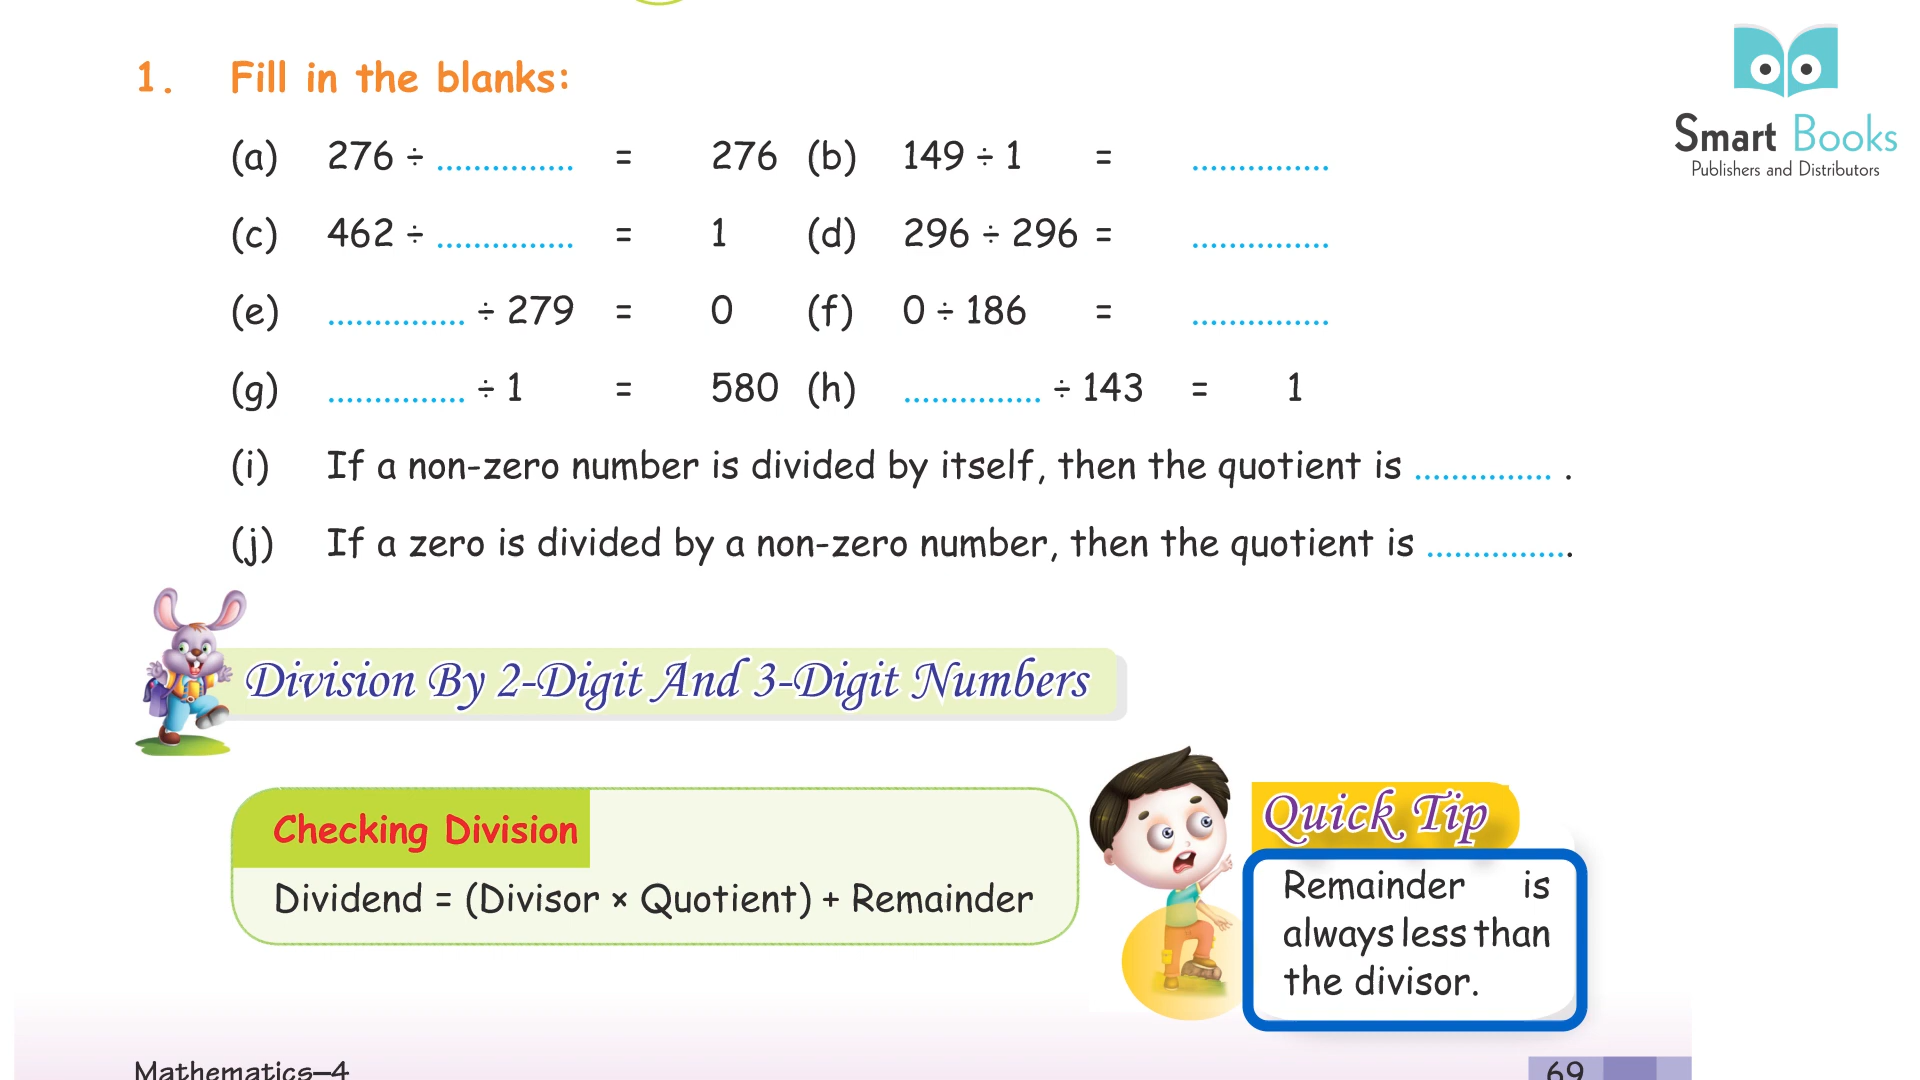 1. Fill in the blanks:
Smart Books
Publishers and Distributors
(a) 276 ÷ ............... = 276 (b) 149 ÷ 1 = ...............
(c) 462 ÷ ............... = 1 (d) 296 ÷ 296 = ...............
(e) ............... ÷ 279 = 0 (f) 0 ÷ 186 = ...............
(g) ............... ÷ 1 = 580 (h) ............... ÷ 143 = 1
(i) If a non-zero number is divided by itself, then the quotient is ............... .
(j) If a zero is divided by a non-zero number, then the quotient is ................
Division By 2-Digit And 3-Digit Numbers
Checking Division
Dividend = (Divisor × Quotient) + Remainder
Quick Tip
Remainder is
always less than
the divisor.
Mathematics–4
69